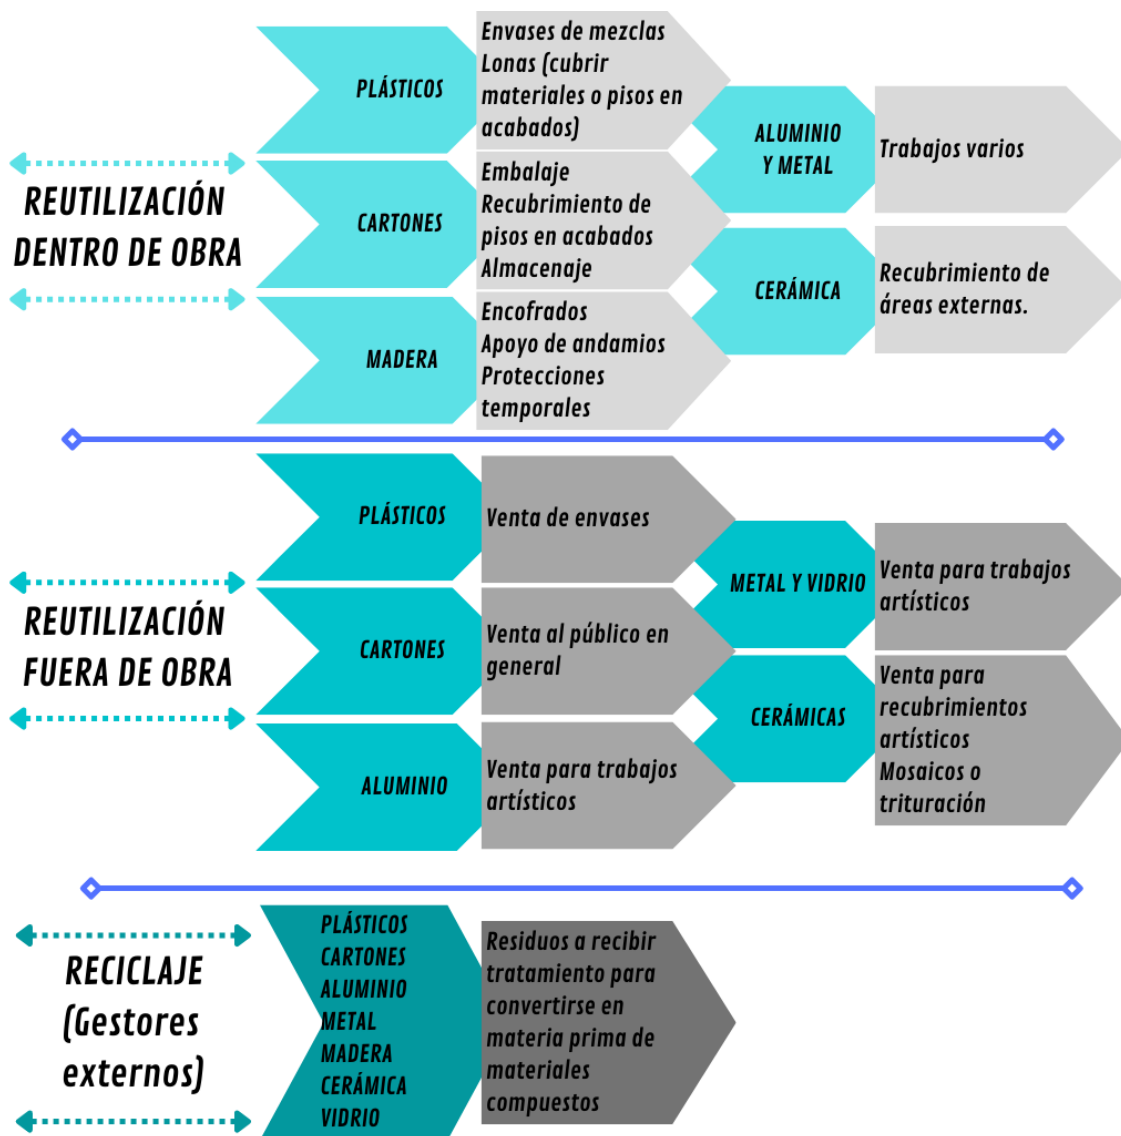 REUTILIZACIÓN
DENTRO DE OBRA
PLÁSTICOS
Envases de mezclas
Lonas (cubrir
materiales o pisos en
acabados)
CARTONES
Embalaje
Recubrimiento de
pisos en acabados
Almacenaje
MADERA
Encofrados
Apoyo de andamios
Protecciones
temporales
ALUMINIO
Y METAL
Trabajos varios
CERÁMICA
Recubrimiento de
áreas externas.
REUTILIZACIÓN
FUERA DE OBRA
PLÁSTICOS
Venta de envases
CARTONES
Venta al público en
general
ALUMINIO
Venta para trabajos
artísticos
METAL Y VIDRIO
Venta para trabajos
artísticos
CERÁMICAS
Venta para
recubrimientos
artísticos
Mosaicos o
trituración
RECICLAJE
(Gestores
externos)
PLÁSTICOS
CARTONES
ALUMINIO
METAL
MADERA
CERÁMICA
VIDRIO
Residuos a recibir
tratamiento para
convertirse en
materia prima de
materiales
compuestos